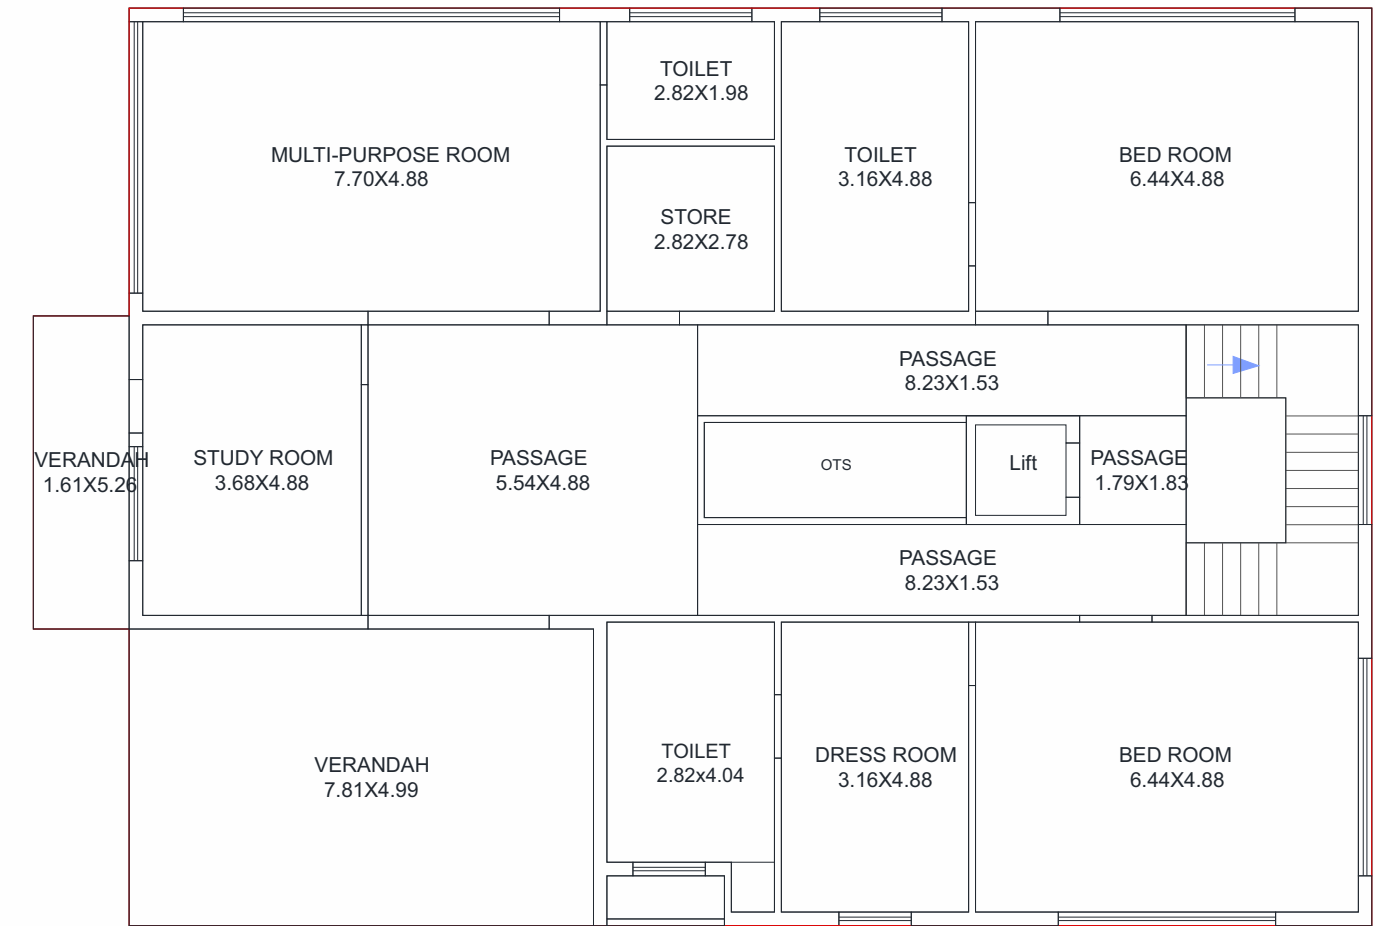 TOILET
2.82X1.98
MULTI-PURPOSE ROOM
7.70X4.88
TOILET
3.16X4.88
BED ROOM
6.44X4.88
STORE
2.82X2.78
PASSAGE
8.23X1.53
VERANDAH
1.61X5.26
STUDY ROOM
3.68X4.88
PASSAGE
5.54X4.88
OTS
Lift
PASSAGE
1.79X1.83
PASSAGE
8.23X1.53
VERANDAH
7.81X4.99
TOILET
2.82x4.04
DRESS ROOM
3.16X4.88
BED ROOM
6.44X4.88